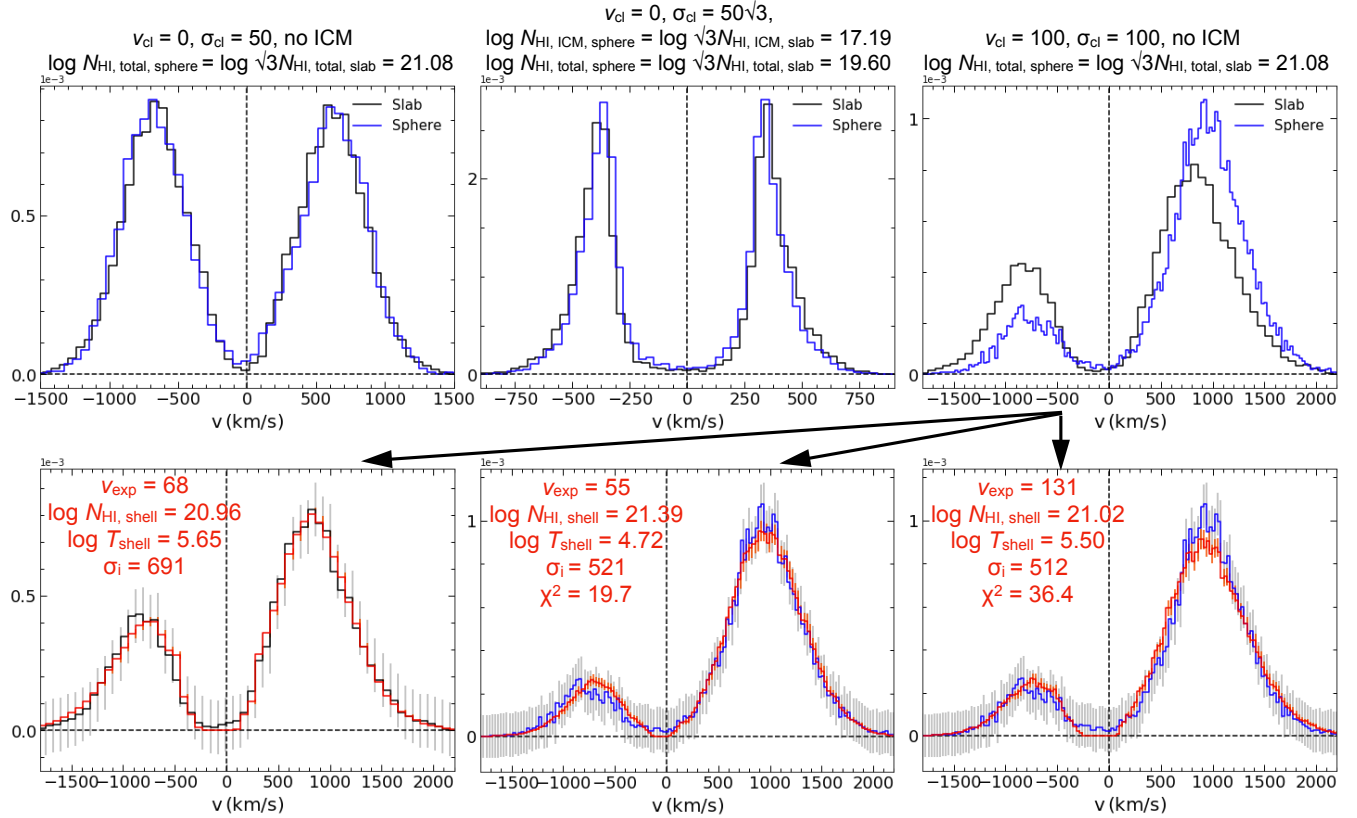 v_cl = 0, σ_cl = 50, no ICM
log N_HI, total, sphere = log √3N_HI, total, slab = 21.08
1e−3
Slab
Sphere
0.5
0.0
−1500 −1000 −500 0 500 1000 1500
v (km/s)
v_cl = 0, σ_cl = 50√3,
log N_HI, ICM, sphere = log √3N_HI, ICM, slab = 17.19
log N_HI, total, sphere = log √3N_HI, total, slab = 19.60
1e−3
Slab
Sphere
2
0
−750 −500 −250 0 250 500 750
v (km/s)
v_cl = 100, σ_cl = 100, no ICM
log N_HI, total, sphere = log √3N_HI, total, slab = 21.08
1e−3
Slab
Sphere
1
0
−1500 −1000 −500 0 500 1000 1500 2000
v (km/s)
1e−3
v_exp = 68
log N_HI, shell = 20.96
log T_shell = 5.65
σ_i = 691
0.5
0.0
−1500 −1000 −500 0 500 1000 1500 2000
v (km/s)
1e−3
v_exp = 55
log N_HI, shell = 21.39
log T_shell = 4.72
σ_i = 521
χ² = 19.7
1
0
−1500 −1000 −500 0 500 1000 1500 2000
v (km/s)
1e−3
v_exp = 131
log N_HI, shell = 21.02
log T_shell = 5.50
σ_i = 512
χ² = 36.4
1
0
−1500 −1000 −500 0 500 1000 1500 2000
v (km/s)